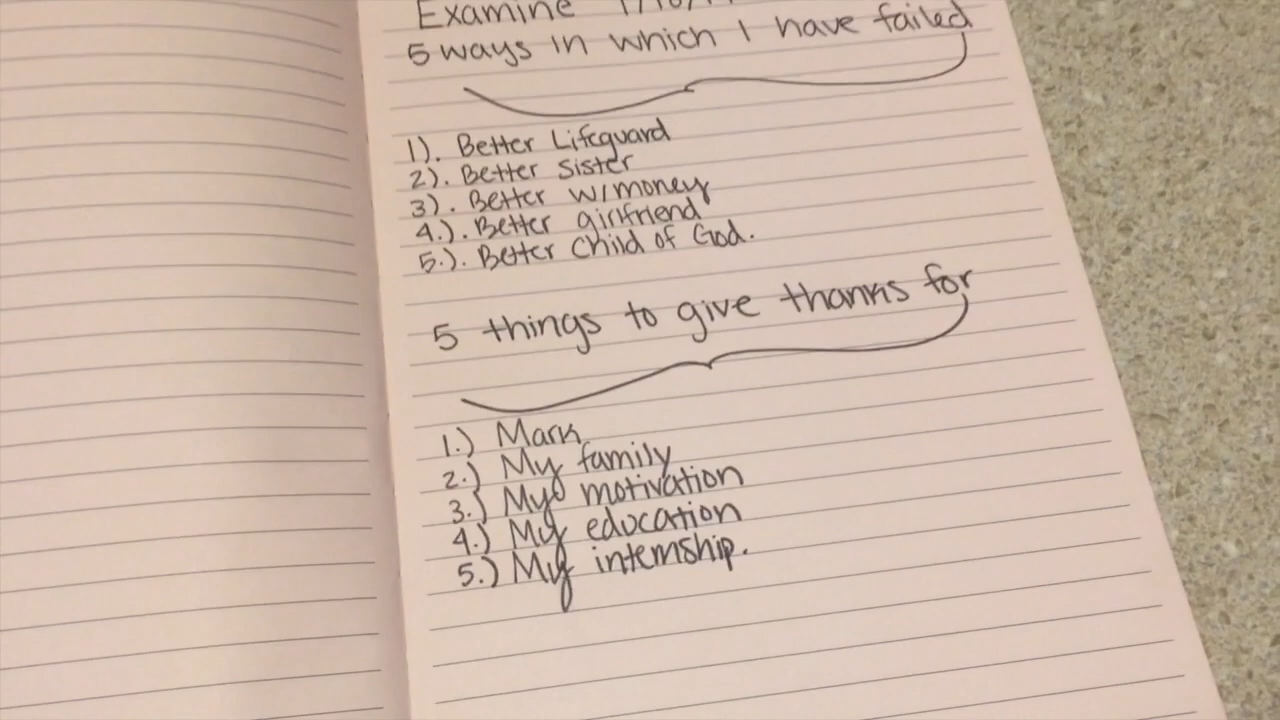 Examine
5 ways in which I have failed
1). Better Lifeguard
2). Better Sister
3). Better w/money
4.). Better girlfriend
5.). Better Child of God.
5 things to give thanks for
1.) Mark
2.) My family
3.) My motivation
4.) My education
5.) My internship.